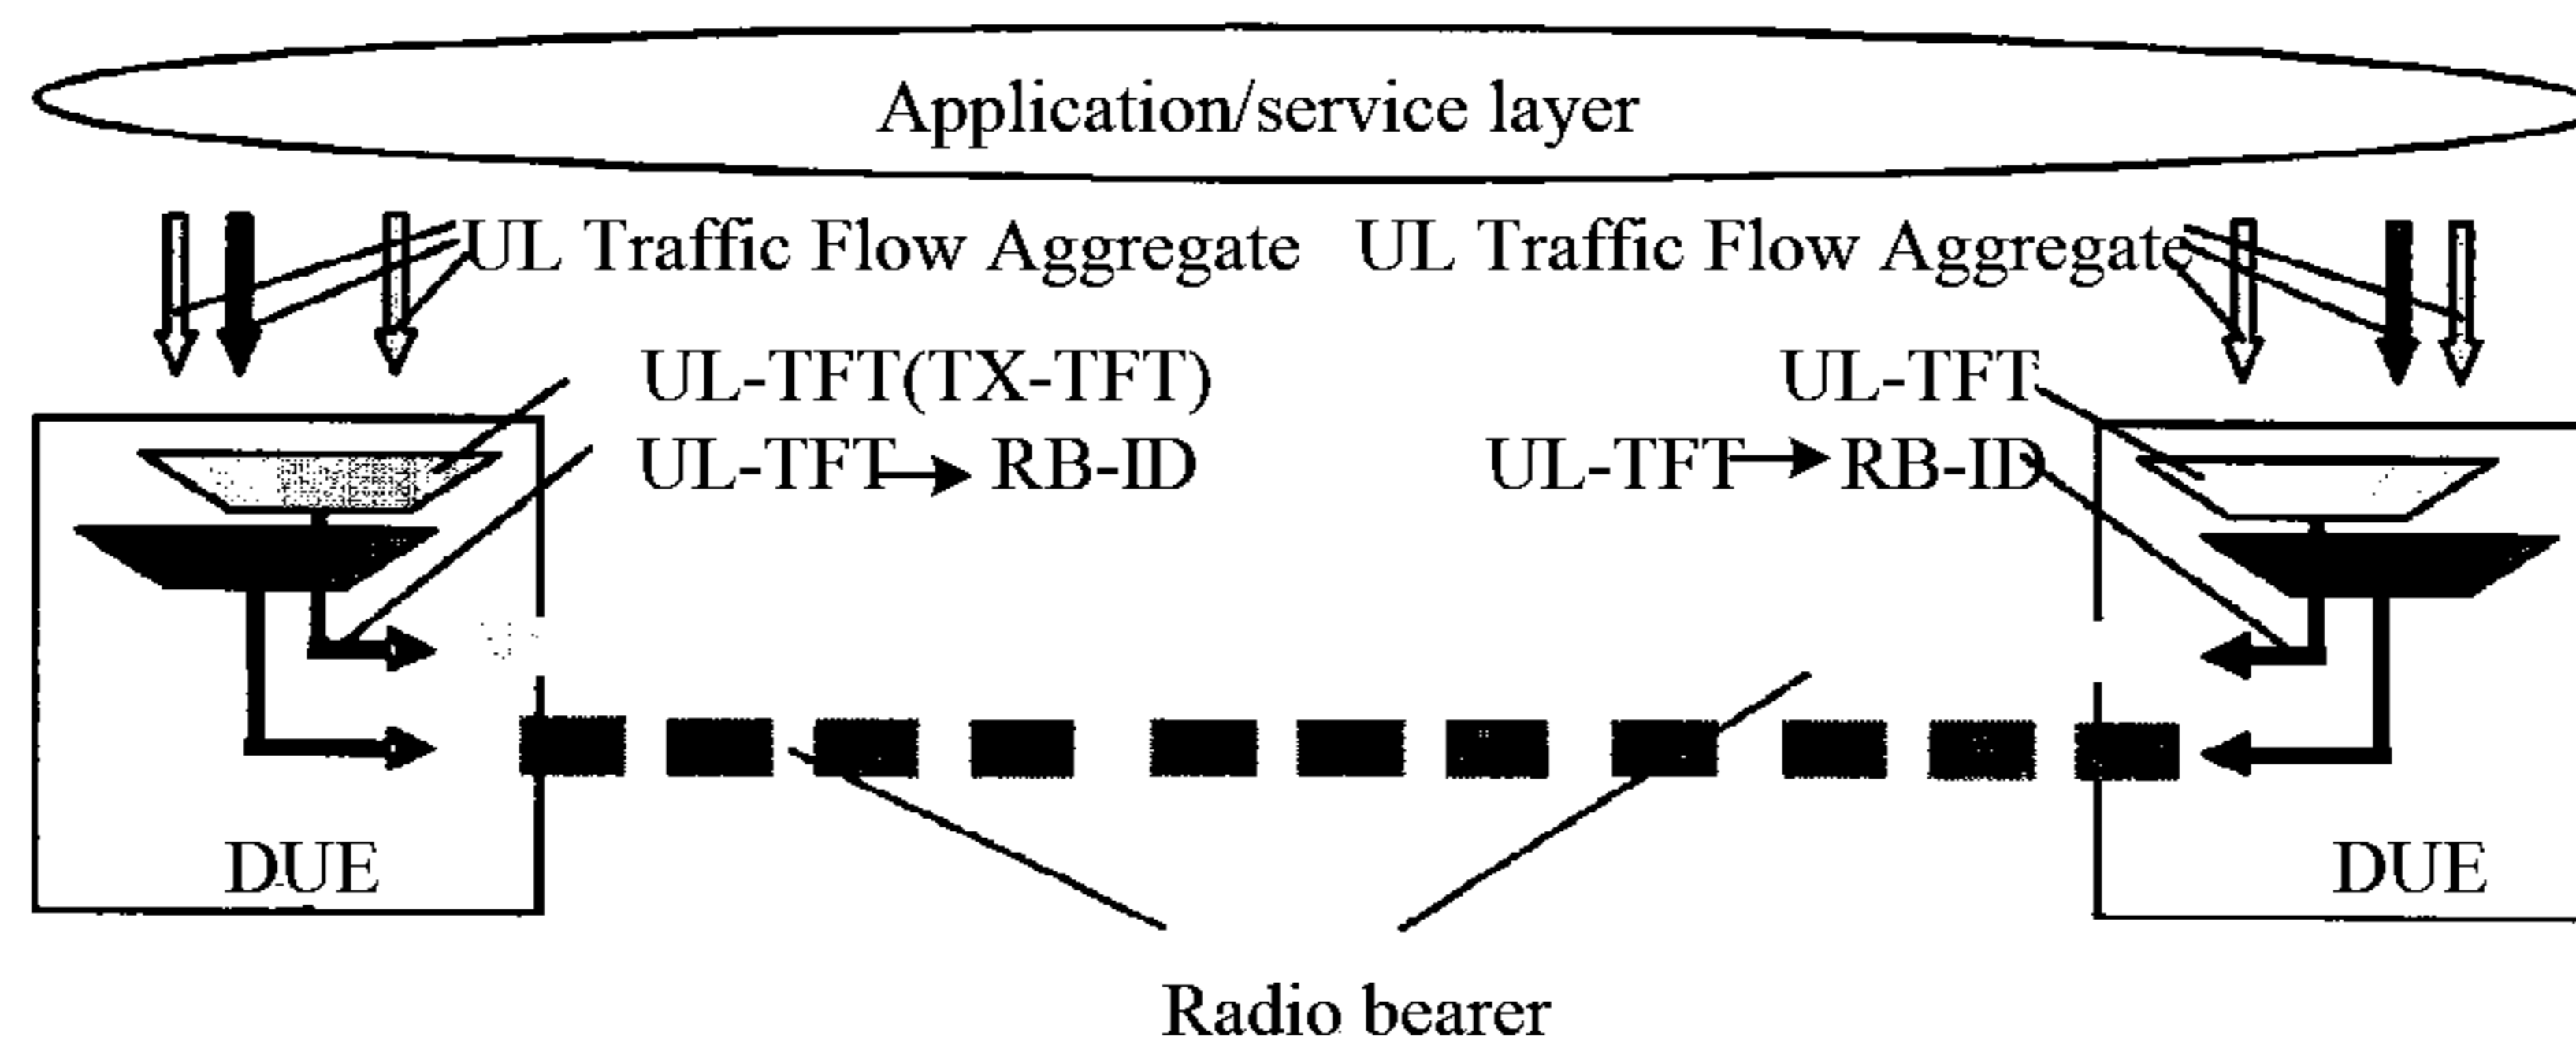 Application/service layer
UL Traffic Flow Aggregate UL Traffic Flow Aggregate
UL-TFT(TX-TFT) UL-TFT
UL-TFT → RB-ID UL-TFT → RB-ID
DUE DUE
Radio bearer